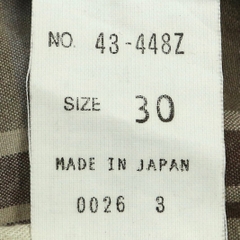 NO. 43-448Z
SIZE 30
MADE IN JAPAN
0026 3